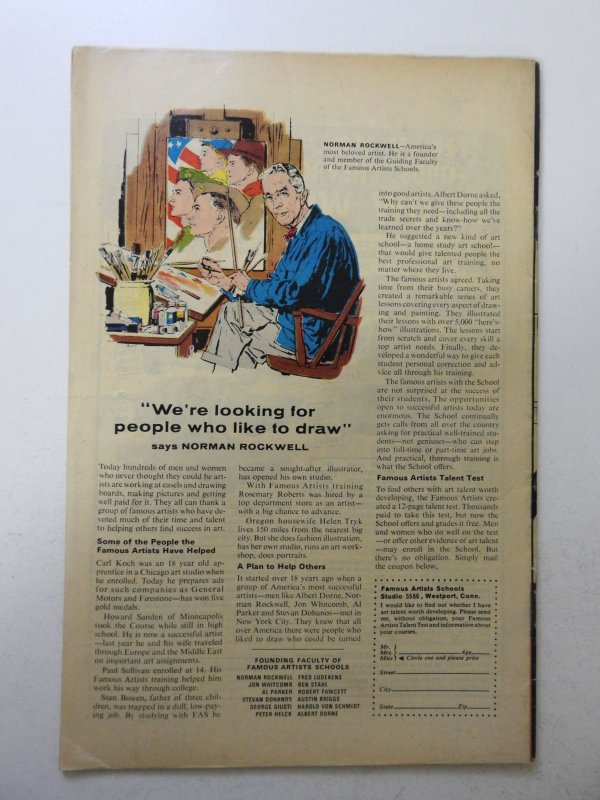 NORMAN ROCKWELL—America's
most beloved artist. He is a founder
and member of the Guiding Faculty
of the Famous Artists Schools.
"We're looking for
people who like to draw"
says NORMAN ROCKWELL
Today hundreds of men and women
who never thought they could be art-
ists are working at easels and drawing
boards, making pictures and getting
well paid for it. They all can thank a
group of famous artists who have de-
voted much of their time and talent
to helping others find success in art.
Some of the People the
Famous Artists Have Helped
Carl Koch was an 18 year old ap-
prentice in a Chicago art studio when
he enrolled. Today he prepares ads
for such companies as General
Motors and Firestone—has won five
gold medals.
Howard Sanden of Minneapolis
took the Course while still in high
school. He is now a successful artist
—last year he and his wife traveled
through Europe and the Middle East
on important art assignments.
Paul Sullivan enrolled at 14. His
Famous Artists training helped him
work his way through college.
Stan Bowen, father of three chil-
dren, was trapped in a dull, low-pay-
ing job. By studying with FAS he
became a sought-after illustrator,
has opened his own studio.
With Famous Artists training
Rosemary Roberts was hired by a
top department store as an artist—
with a big chance to advance.
Oregon housewife Helen Tryk
lives 150 miles from the nearest big
city. But she does fashion illustration,
has her own studio, runs an art work-
shop, does portraits.
A Plan to Help Others
It started over 18 years ago when a
group of America's most successful
artists—men like Albert Dorne, Nor-
man Rockwell, Jon Whitcomb, Al
Parker and Stevan Dohanos—met in
New York City. They knew that all
over America there were people who
liked to draw who could be turned
into good artists. Albert Dorne asked,
"Why can't we give these people the
training they need—including all the
trade secrets and know-how we've
learned over the years?"
He suggested a new kind of art
school—a home study art school—
that would give talented people the
best professional art training, no
matter where they live.
The famous artists agreed. Taking
time from their busy careers, they
created a remarkable series of art
lessons covering every aspect of draw-
ing and painting. They illustrated
their lessons with over 5,000 "here's-
how" illustrations. The lessons start
from scratch and cover every skill a
top artist needs. Finally, they de-
veloped a wonderful way to give each
student personal correction and ad-
vice all through his training.
The famous artists with the School
are not surprised at the success of
their students. The opportunities
open to successful artists today are
enormous. The School continually
gets calls from all over the country
asking for practical well-trained stu-
dents—not geniuses—who can step
into full-time or part-time art jobs.
And practical, thorough training is
what the School offers.
Famous Artists Talent Test
To find others with art talent worth
developing, the Famous Artists cre-
ated a 12-page talent test. Thousands
paid to take this test, but now the
School offers and grades it free. Men
and women who do well on the test
—or offer other evidence of art talent
—may enroll in the School. But
there's no obligation. Simply mail
the coupon below.
FOUNDING FACULTY OF
FAMOUS ARTISTS SCHOOLS
NORMAN ROCKWELL FRED LUDEKENS
JON WHITCOMB BEN STAHL
AL PARKER ROBERT FAWCETT
STEVAN DOHANOS AUSTIN BRIGGS
GEORGE GIUSTI HAROLD VON SCHMIDT
PETER HELCK ALBERT DORNE
Famous Artists Schools
Studio 5568, Westport, Conn.
I would like to find out whether I have
art talent worth developing. Please send
me, without obligation, your Famous
Artists Talent Test and information about
your courses.
Mr.
Mrs. Age
Miss Circle one and please print
Street
City
State Zip